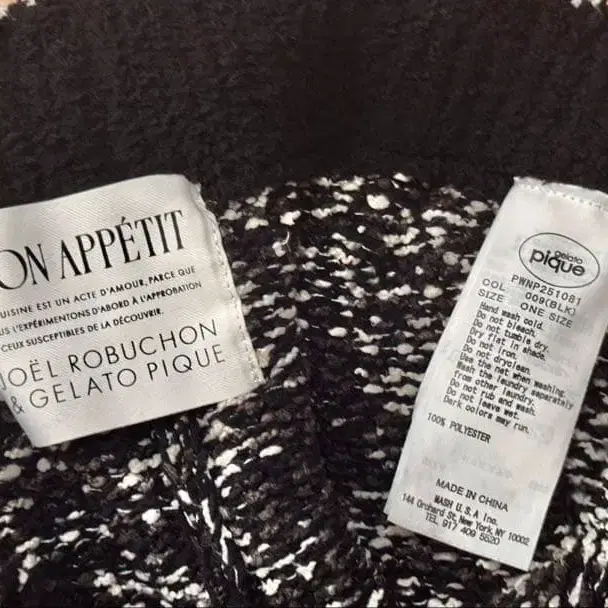 ON APPÉTIT
UISINE EST UN ACTE D'AMOUR, PARCE QUE
US L'EXPÉRIMENTONS D'ABORD À L'APPROBATION
CEUX SUSCEPTIBLES DE LA DÉCOUVRIR.
JOËL ROBUCHON
& GELATO PIQUE
gelato
pique
PWNP251081
COL 009(BLK)
SIZE ONE SIZE
Hand wash cold.
Do not bleach.
Do not tumble dry.
Dry flat in shade.
Do not iron.
Do not dryclean.
Use the net when washing.
Wash the laundry separately
from other laundry.
Do not rub and wash.
Do not leave wet.
Dark colors may run.
100% POLYESTER
MADE IN CHINA
MASH U.S.A Inc.
144 Orchard St, New York, NY 10002
TEL 917 409 5520